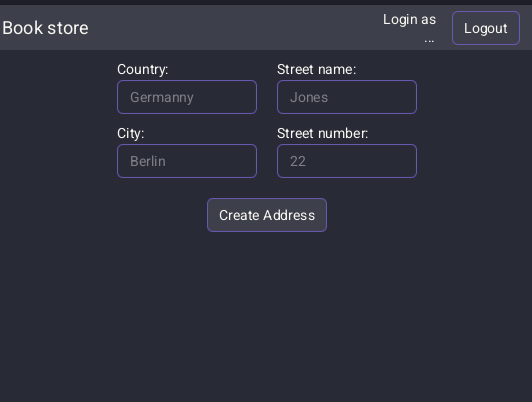 Book store
Login as
...
Logout
Country:
Street name:
Germanny
Jones
City:
Street number:
Berlin
22
Create Address